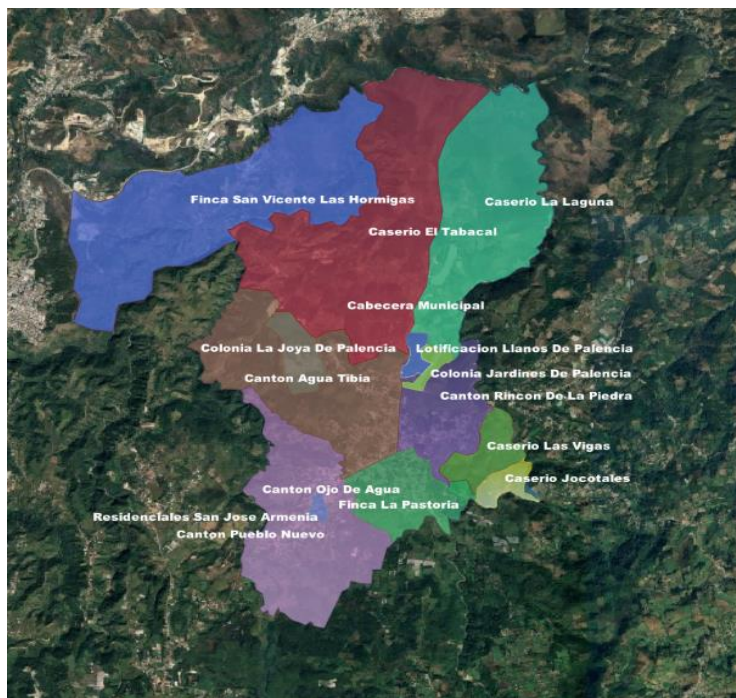 Finca San Vicente Las Hormigas
Caserio La Laguna
Caserio El Tabacal
Cabecera Municipal
Colonia La Joya De Palencia
Lotificacion Llanos De Palencia
Canton Agua Tibia
Colonia Jardines De Palencia
Canton Rincon De La Piedra
Caserio Las Vigas
Caserio Jocotales
Canton Ojo De Agua
Finca La Pastoria
Residenciales San Jose Armenia
Canton Pueblo Nuevo